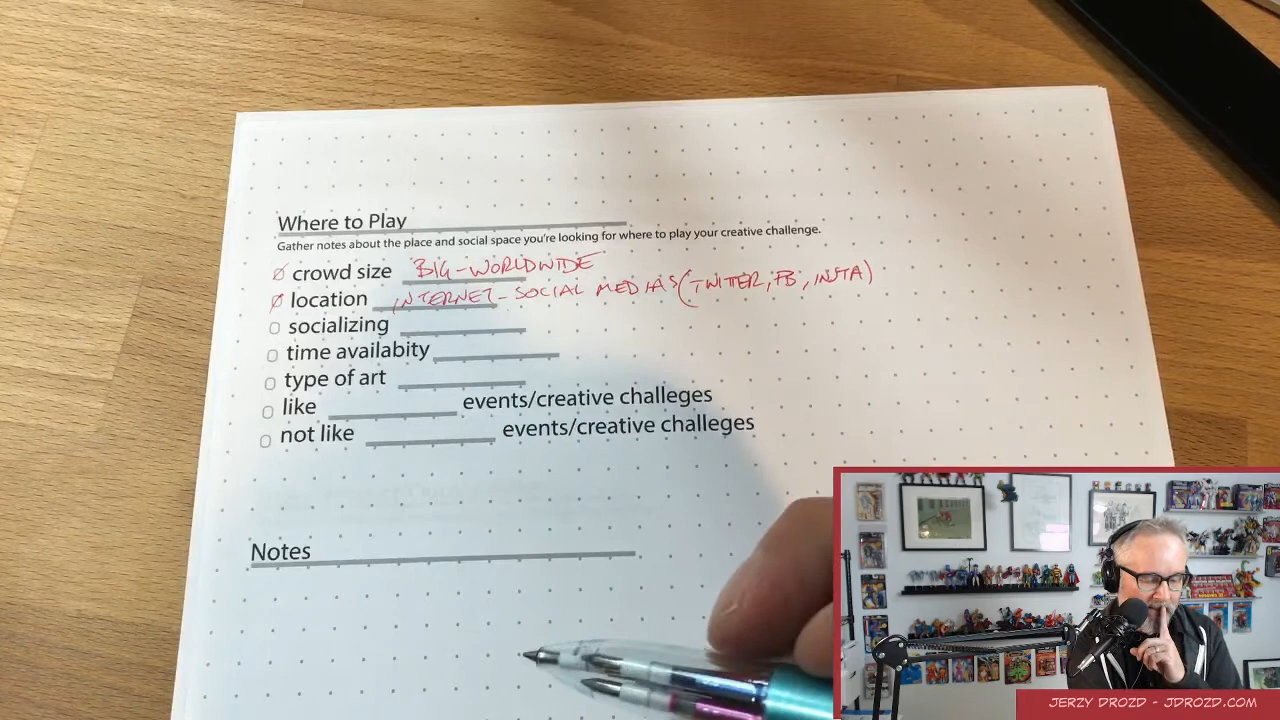 Where to Play
Gather notes about the place and social space you're looking for where to play your creative challenge.
crowd size BIG-WORLDWIDE
location INTERNET-SOCIAL MEDIAS (TWITTER, FB, INSTA)
socializing
time availabity
type of art
like events/creative challeges
not like events/creative challeges
Notes
JERZY DROZD - JDROZD.COM